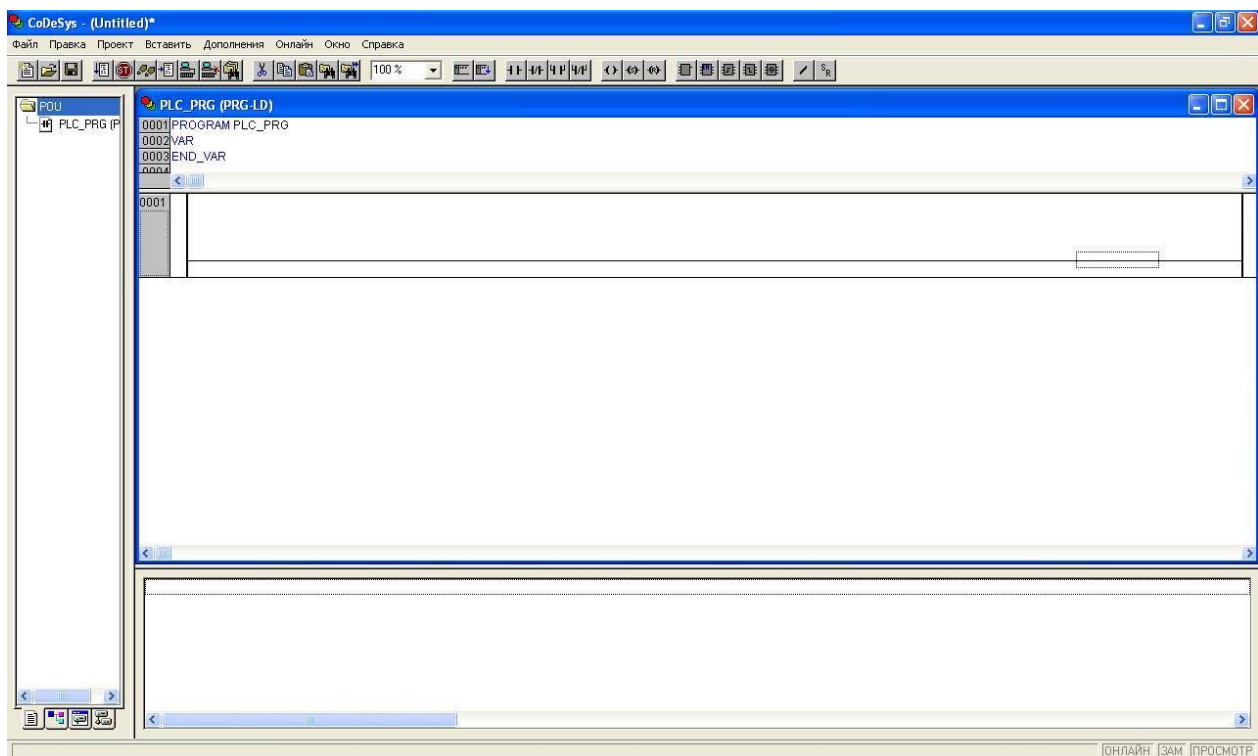 CoDeSys - (Untitled)*
Файл Правка Проект Вставить Дополнения Онлайн Окно Справка
100 %
POU
PLC_PRG (P
PLC_PRG (PRG-LD)
0001 PROGRAM PLC_PRG
0002 VAR
0003 END_VAR
0004
0001
ОНЛАЙН ЗАМ ПРОСМОТР